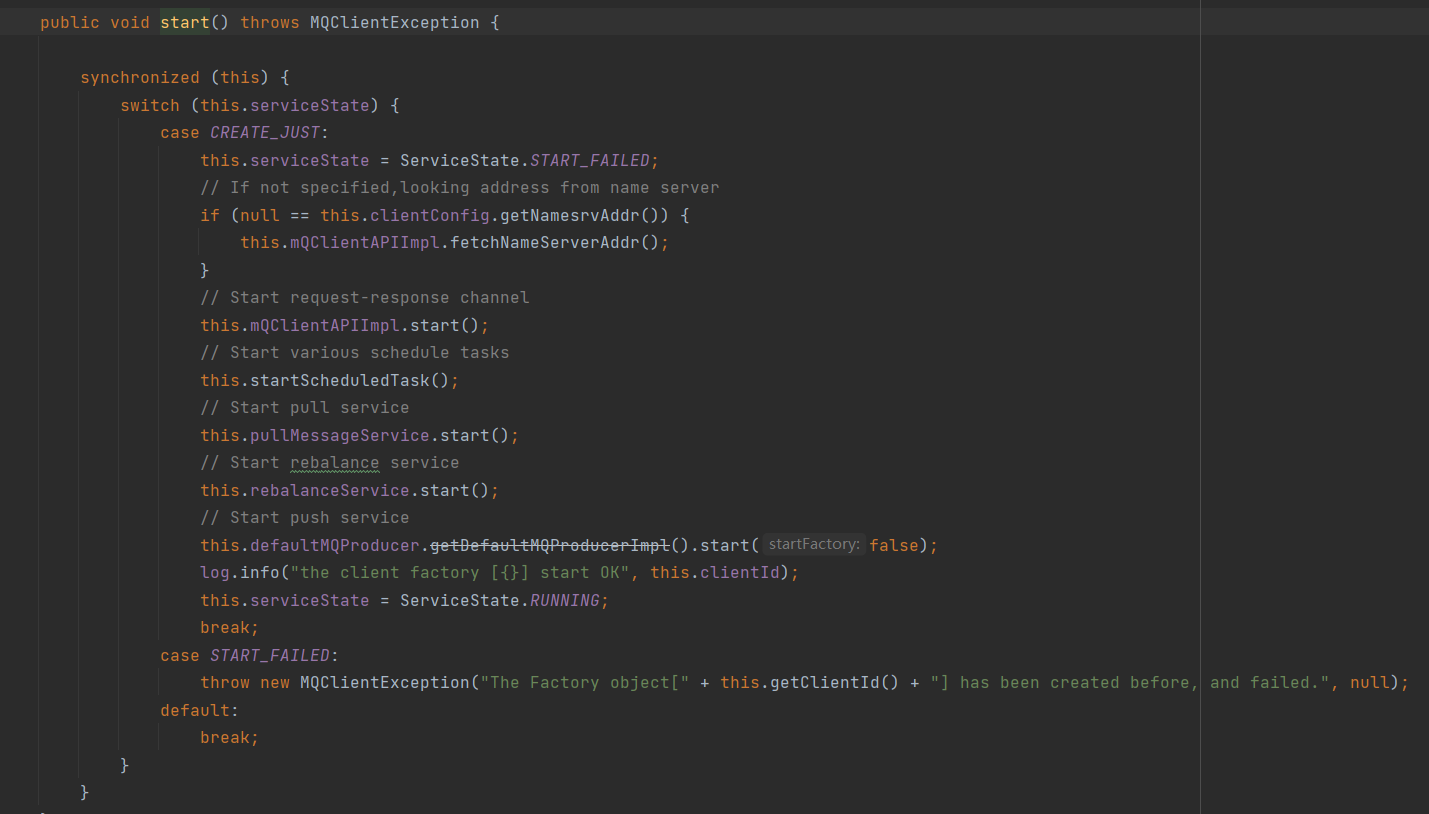 public void start() throws MQClientException {
synchronized (this) {
switch (this.serviceState) {
case CREATE_JUST:
this.serviceState = ServiceState.START_FAILED;
// If not specified,looking address from name server
if (null == this.clientConfig.getNamesrvAddr()) {
this.mQClientAPIImpl.fetchNameServerAddr();
}
// Start request-response channel
this.mQClientAPIImpl.start();
// Start various schedule tasks
this.startScheduledTask();
// Start pull service
this.pullMessageService.start();
// Start rebalance service
this.rebalanceService.start();
// Start push service
this.defaultMQProducer.getDefaultMQProducerImpl().start( startFactory: false);
log.info("the client factory [{}] start OK", this.clientId);
this.serviceState = ServiceState.RUNNING;
break;
case START_FAILED:
throw new MQClientException("The Factory object[" + this.getClientId() + "] has been created before, and failed.", null);
default:
break;
}
}